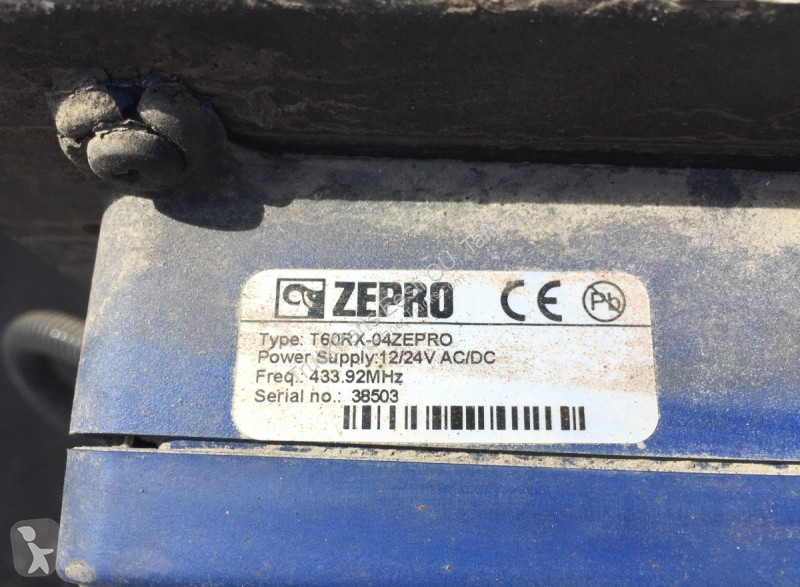 ZEPRO CE Pb
Type: T60RX-04ZEPRO
Power Supply:12/24V AC/DC
Freq.: 433.92MHz
Serial no.: 38503